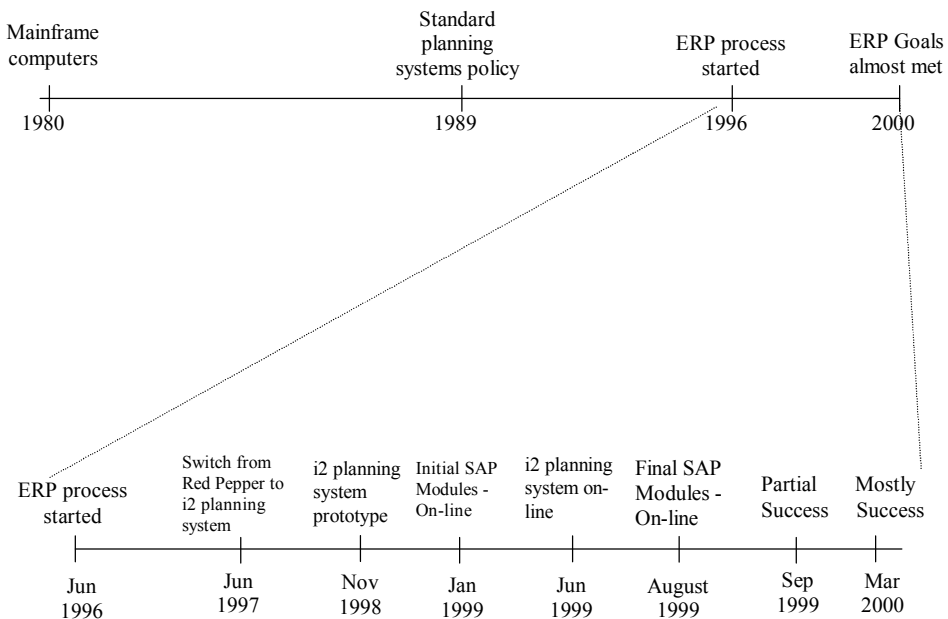 Mainframe
computers
Standard
planning
systems policy
ERP process
started
ERP Goals
almost met
1980
1989
1996
2000
ERP process
started
Switch from
Red Pepper to
i2 planning
system
i2 planning
system
prototype
Initial SAP
Modules -
On-line
i2 planning
system on-
line
Final SAP
Modules -
On-line
Partial
Success
Mostly
Success
Jun
1996
Jun
1997
Nov
1998
Jan
1999
Jun
1999
August
1999
Sep
1999
Mar
2000